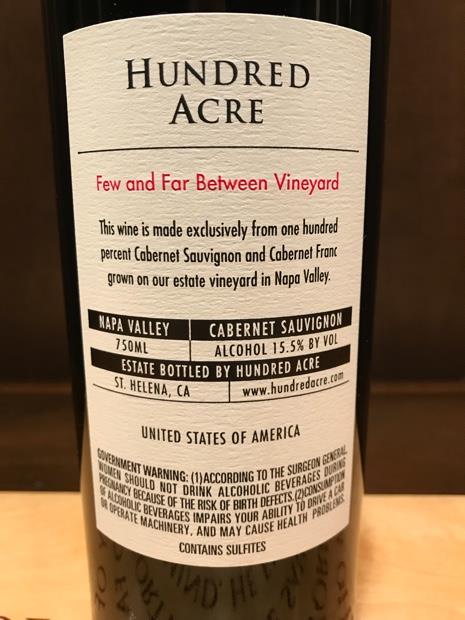 HUNDRED
ACRE
Few and Far Between Vineyard
This wine is made exclusively from one hundred
percent Cabernet Sauvignon and Cabernet Franc
grown on our estate vineyard in Napa Valley.
NAPA VALLEY CABERNET SAUVIGNON
750ML ALCOHOL 15.5% BY VOL
ESTATE BOTTLED BY HUNDRED ACRE
ST. HELENA, CA www.hundredacre.com
UNITED STATES OF AMERICA
GOVERNMENT WARNING: (1)ACCORDING TO THE SURGEON GENERAL,
WOMEN SHOULD NOT DRINK ALCOHOLIC BEVERAGES DURING
PREGNANCY BECAUSE OF THE RISK OF BIRTH DEFECTS. (2)CONSUMPTION
OF ALCOHOLIC BEVERAGES IMPAIRS YOUR ABILITY TO DRIVE A CAR
OR OPERATE MACHINERY, AND MAY CAUSE HEALTH PROBLEMS.
CONTAINS SULFITES